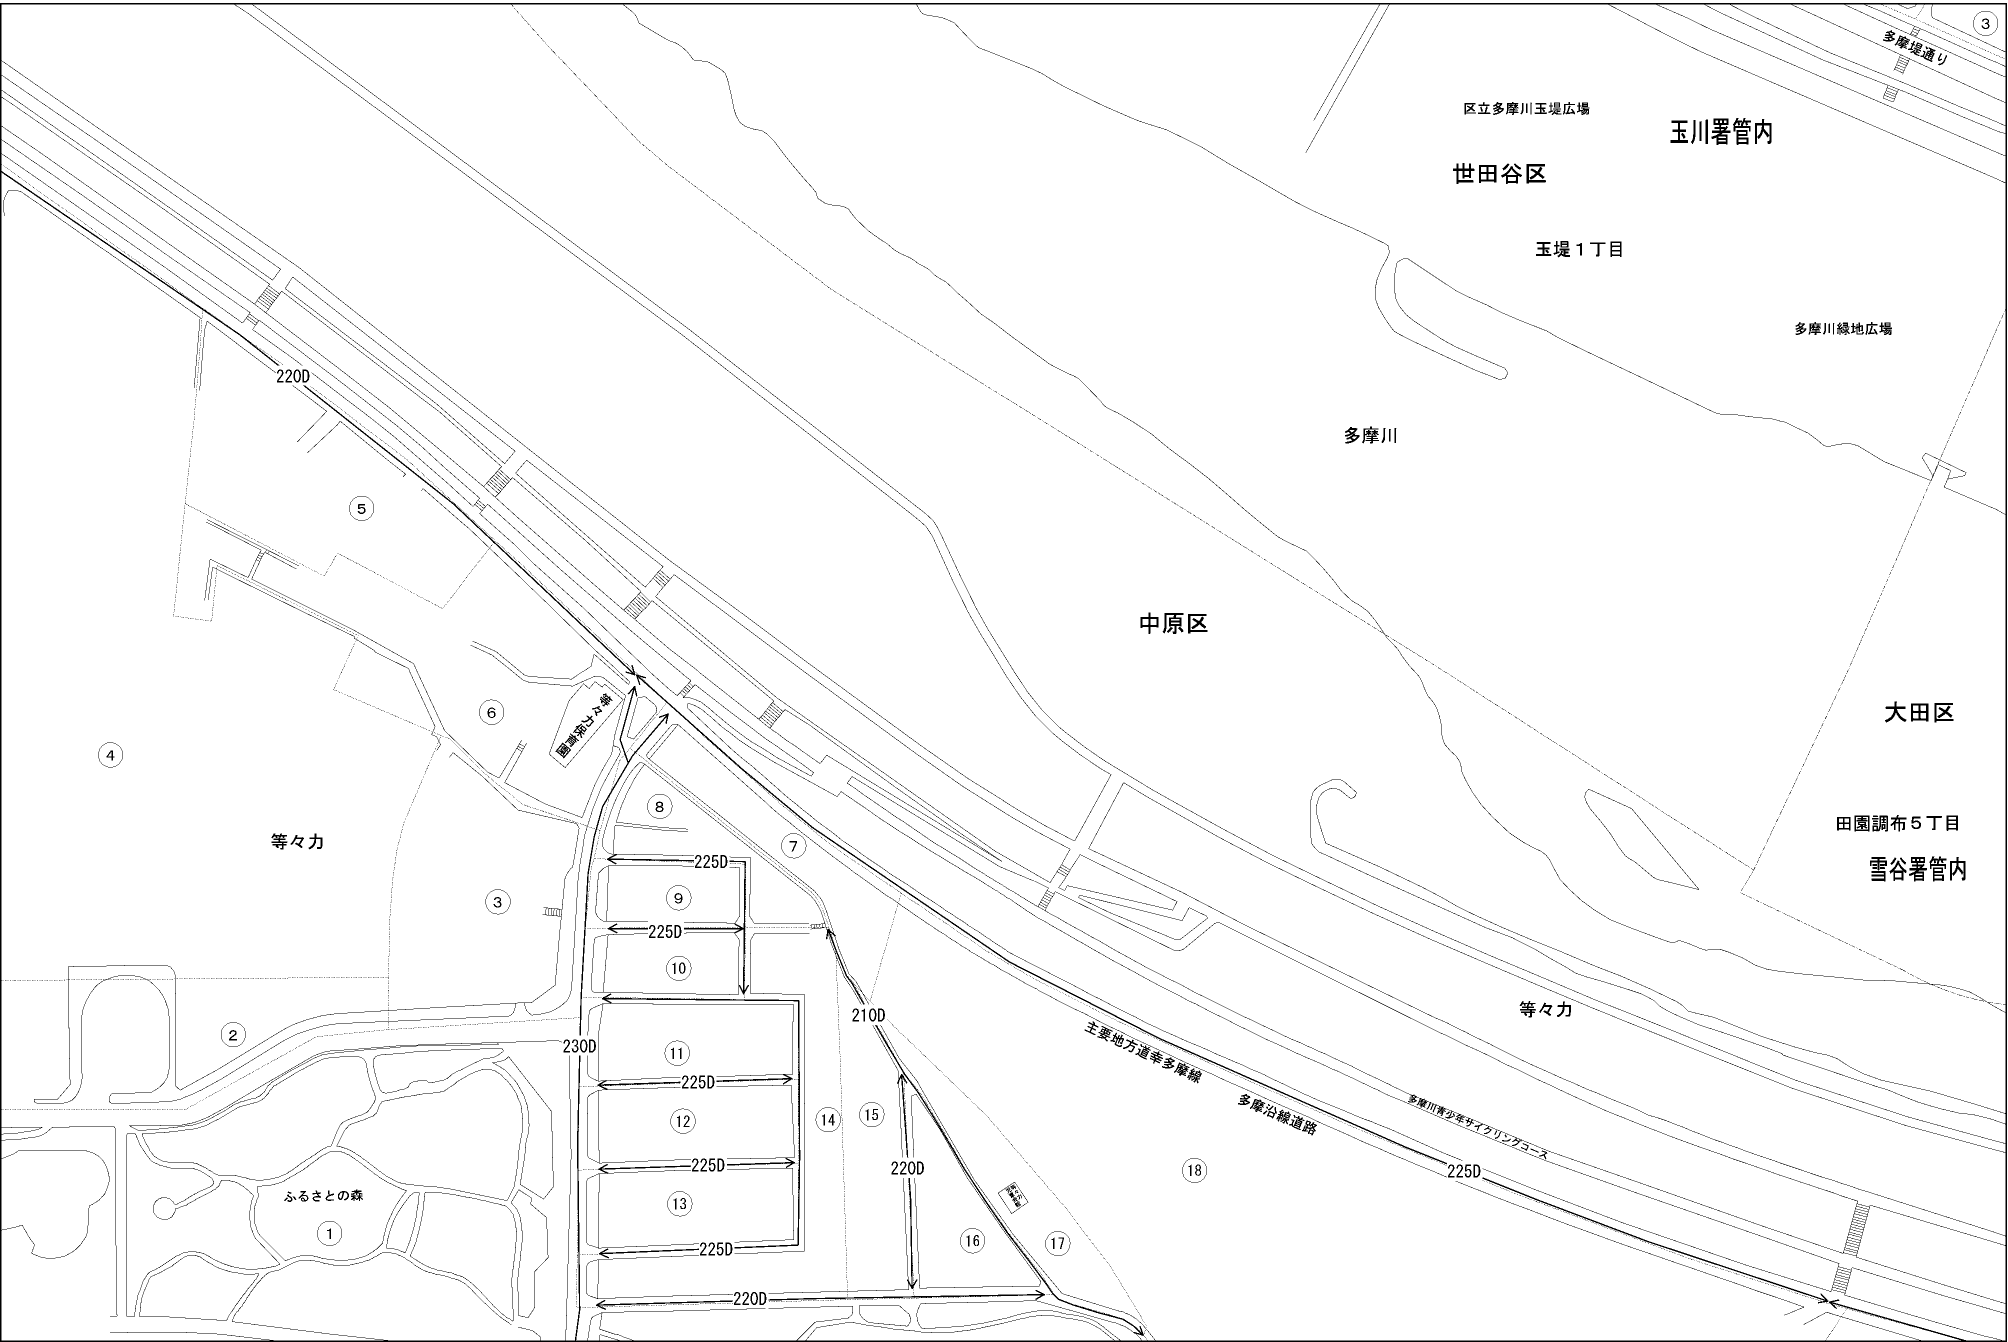 3
多摩堤通り
区立多摩川玉堤広場
玉川署管内
世田谷区
玉堤１丁目
多摩川緑地広場
220D
多摩川
5
中原区
6
等々力保育園
大田区
4
8
田園調布５丁目
等々力
7
225D
雪谷署管内
3
9
225D
10
等々力
210D
2
主要地方道幸多摩線
230D
11
225D
多摩川青少年サイクリングコース
多摩沿線道路
12
14
15
225D
220D
18
225D
ふるさとの森
13
1
16
17
225D
220D